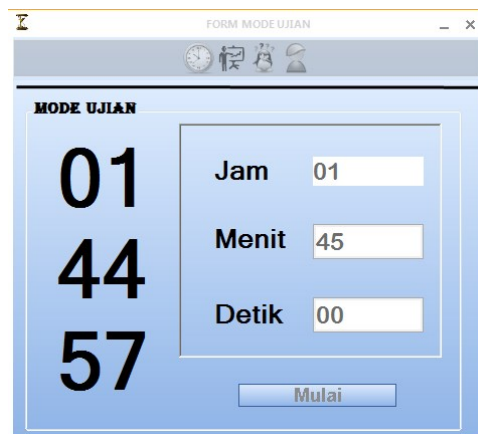 FORM MODE UJIAN
MODE UJIAN
01
44
57
Jam 01
Menit 45
Detik 00
Mulai